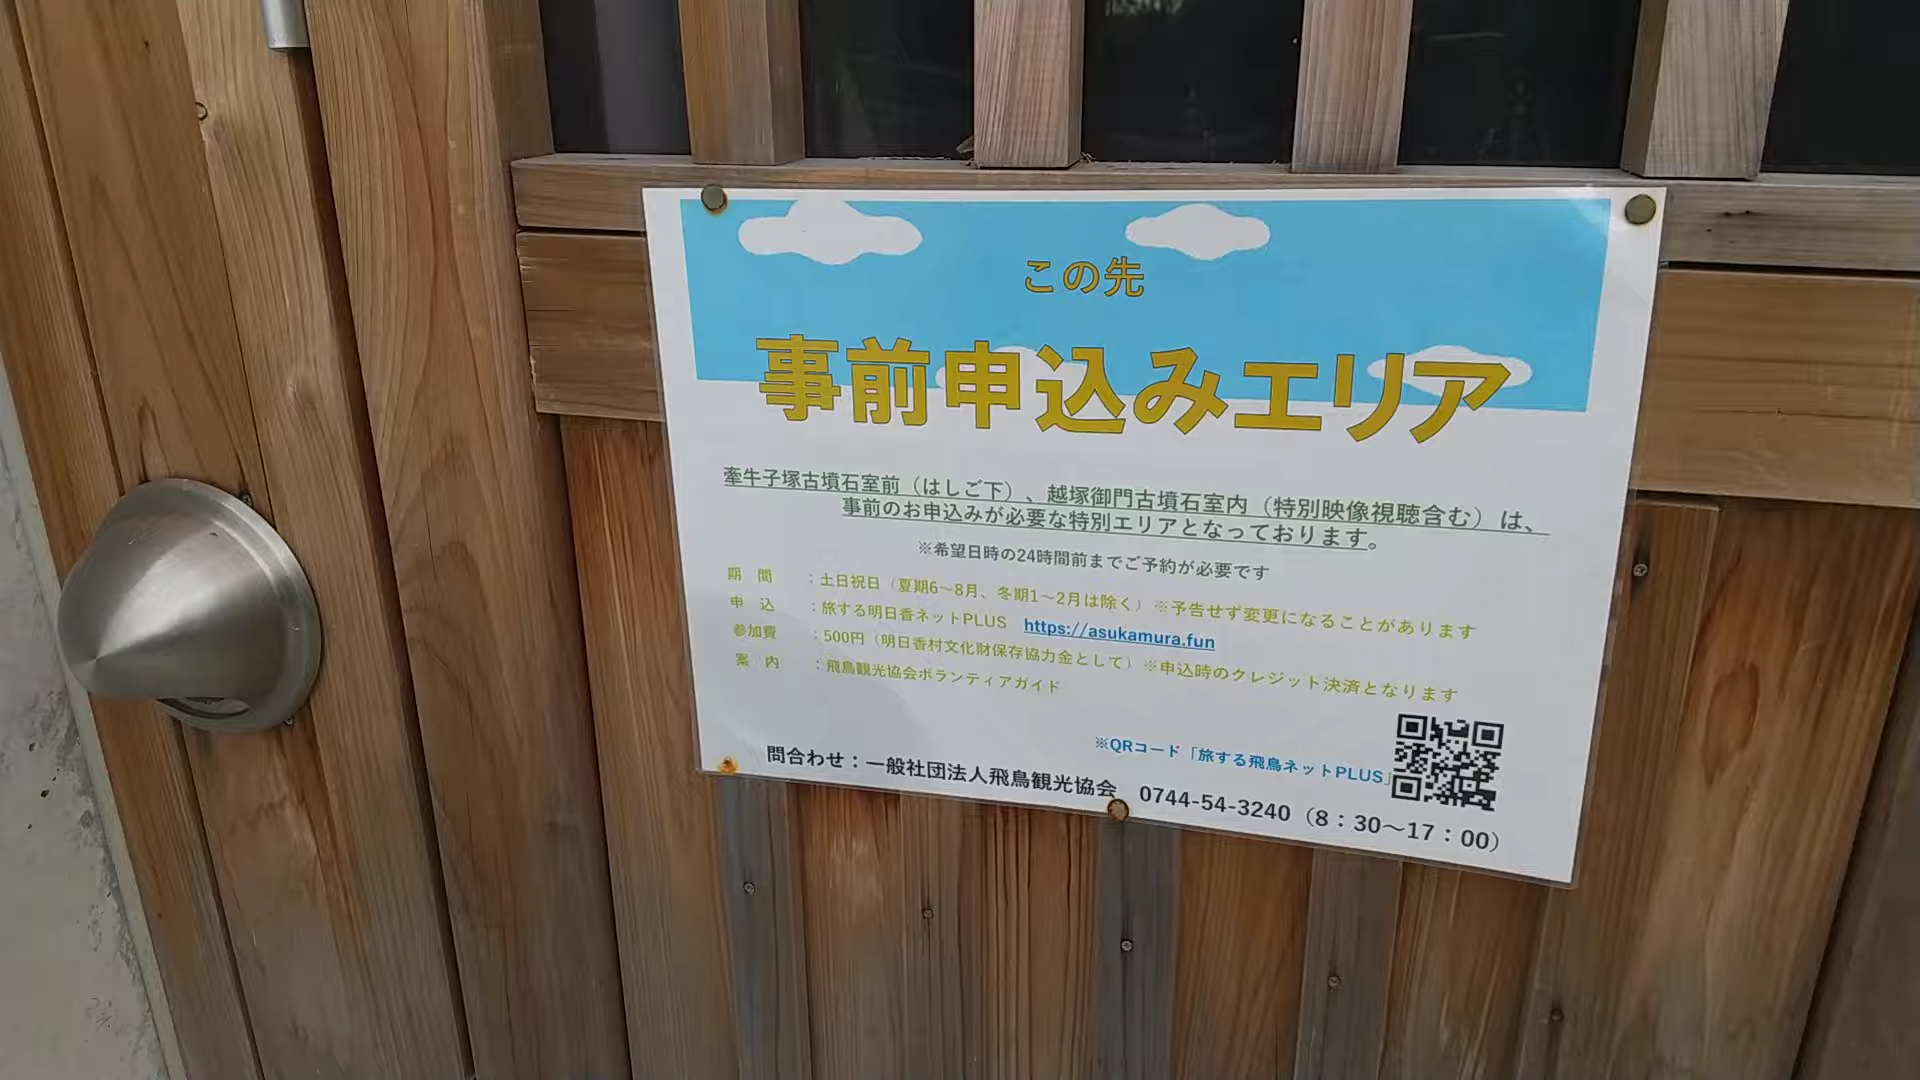 この先
事前申込みエリア
牽牛子塚古墳石室前（はしご下）、越塚御門古墳石室内（特別映像視聴含む）は、
事前のお申込みが必要な特別エリアとなっております。
※希望日時の24時間前までご予約が必要です
期　間　：土日祝日（夏期6～8月、冬期1～2月は除く）※予告せず変更になることがあります
申　込　：旅する明日香ネットPLUS　https://asukamura.fun
参加費　：500円（明日香村文化財保存協力金として）※申込時のクレジット決済となります
案　内　：飛鳥観光協会ボランティアガイド
※QRコード「旅する飛鳥ネットPLUS」
問合わせ：一般社団法人飛鳥観光協会　0744-54-3240（8：30～17：00）